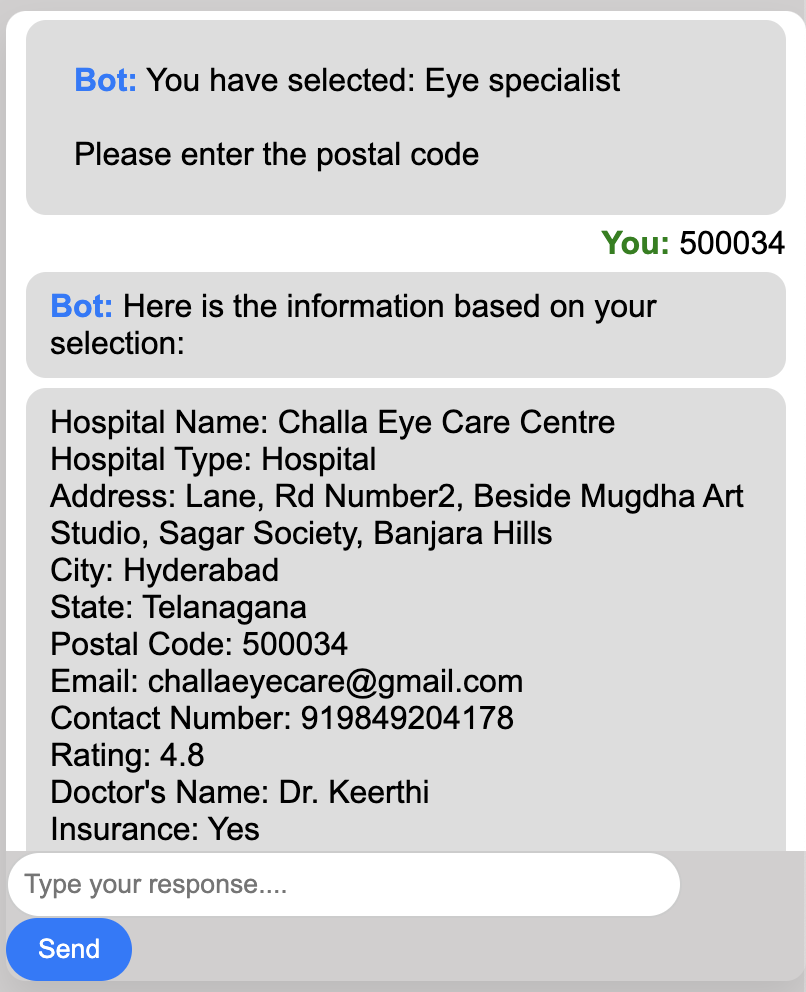 Bot: You have selected: Eye specialist
Please enter the postal code
You: 500034
Bot: Here is the information based on your
selection:
Hospital Name: Challa Eye Care Centre
Hospital Type: Hospital
Address: Lane, Rd Number2, Beside Mugdha Art
Studio, Sagar Society, Banjara Hills
City: Hyderabad
State: Telanagana
Postal Code: 500034
Email: challaeyecare@gmail.com
Contact Number: 919849204178
Rating: 4.8
Doctor's Name: Dr. Keerthi
Insurance: Yes
Type your response....
Send